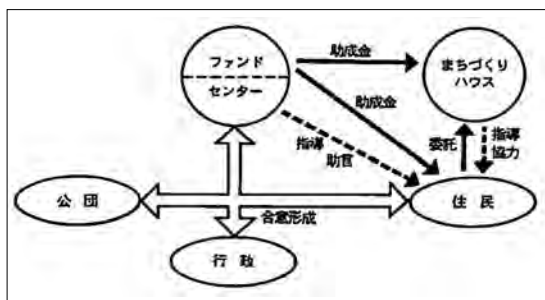 ファンド
センター
助成金
まちづくり
ハウス
助成金
指導
助言
委託
指導
協力
公団
合意形成
住民
行政